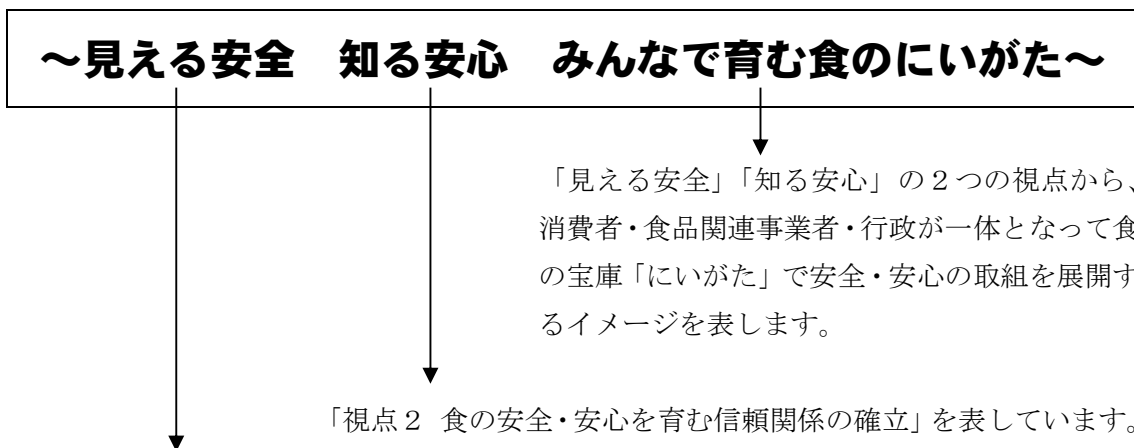 ～見える安全　知る安心　みんなで育む食のにいがた～
「見える安全」「知る安心」の２つの視点から、
消費者・食品関連事業者・行政が一体となって食
の宝庫「にいがた」で安全・安心の取組を展開す
るイメージを表します。
「視点２ 食の安全・安心を育む信頼関係の確立」を表しています。